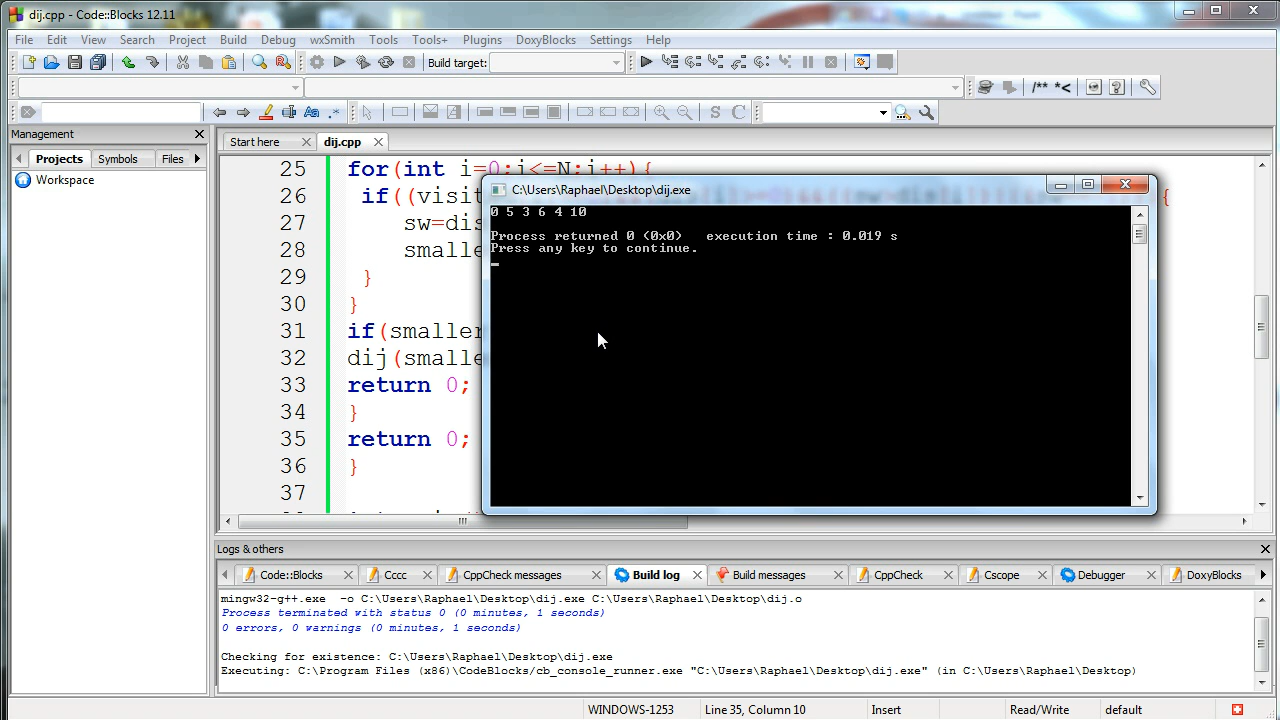 dij.cpp - Code::Blocks 12.11
File Edit View Search Project Build Debug wxSmith Tools Tools+ Plugins DoxyBlocks Settings Help
Build target:
/** *<
S C
Management
Projects Symbols Files
Workspace
Start here dij.cpp
25 for(int i=0;i<=N;i++){
26 if((visit {
27 sw=dis
28 smalle
29 }
30 }
31 if(smaller
32 dij(smalle
33 return 0;
34 }
35 return 0;
36 }
37
C:\Users\Raphael\Desktop\dij.exe
0 5 3 6 4 10
Process returned 0 (0x0) execution time : 0.019 s
Press any key to continue.
Logs & others
Code::Blocks Cccc CppCheck messages Build log Build messages CppCheck Cscope Debugger DoxyBlocks
mingw32-g++.exe -o C:\Users\Raphael\Desktop\dij.exe C:\Users\Raphael\Desktop\dij.o
Process terminated with status 0 (0 minutes, 1 seconds)
0 errors, 0 warnings (0 minutes, 1 seconds)
Checking for existence: C:\Users\Raphael\Desktop\dij.exe
Executing: C:\Program Files (x86)\CodeBlocks/cb_console_runner.exe "C:\Users\Raphael\Desktop\dij.exe" (in C:\Users\Raphael\Desktop)
WINDOWS-1253 Line 35, Column 10 Insert Read/Write default